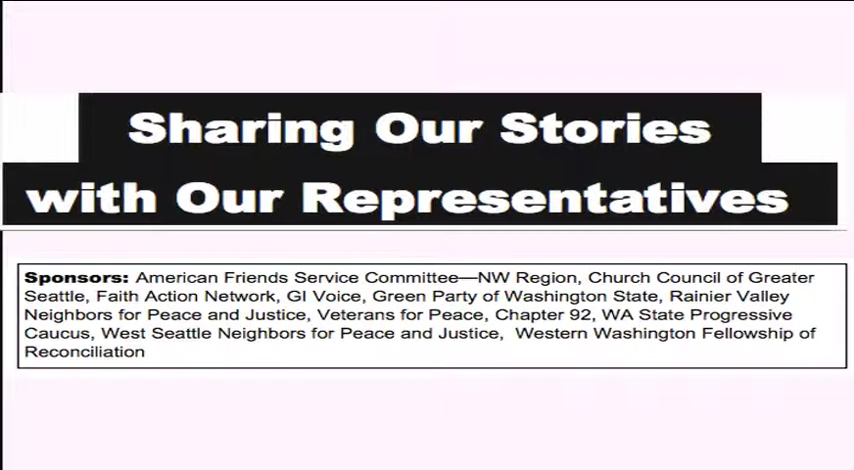 Sharing Our Stories
with Our Representatives
Sponsors: American Friends Service Committee—NW Region, Church Council of Greater
Seattle, Faith Action Network, GI Voice, Green Party of Washington State, Rainier Valley
Neighbors for Peace and Justice, Veterans for Peace, Chapter 92, WA State Progressive
Caucus, West Seattle Neighbors for Peace and Justice, Western Washington Fellowship of
Reconciliation